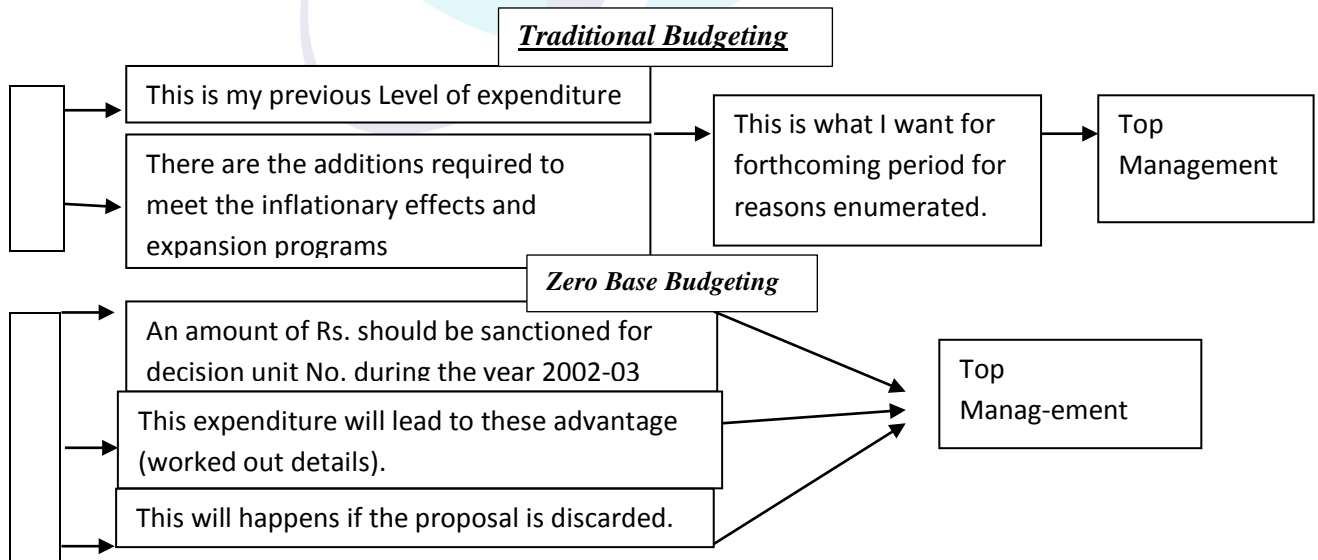 Traditional Budgeting
This is my previous Level of expenditure
There are the additions required to
meet the inflationary effects and
expansion programs
This is what I want for
forthcoming period for
reasons enumerated.
Top
Management
Zero Base Budgeting
An amount of Rs. should be sanctioned for
decision unit No. during the year 2002-03
This expenditure will lead to these advantage
(worked out details).
This will happens if the proposal is discarded.
Top
Manag-ement